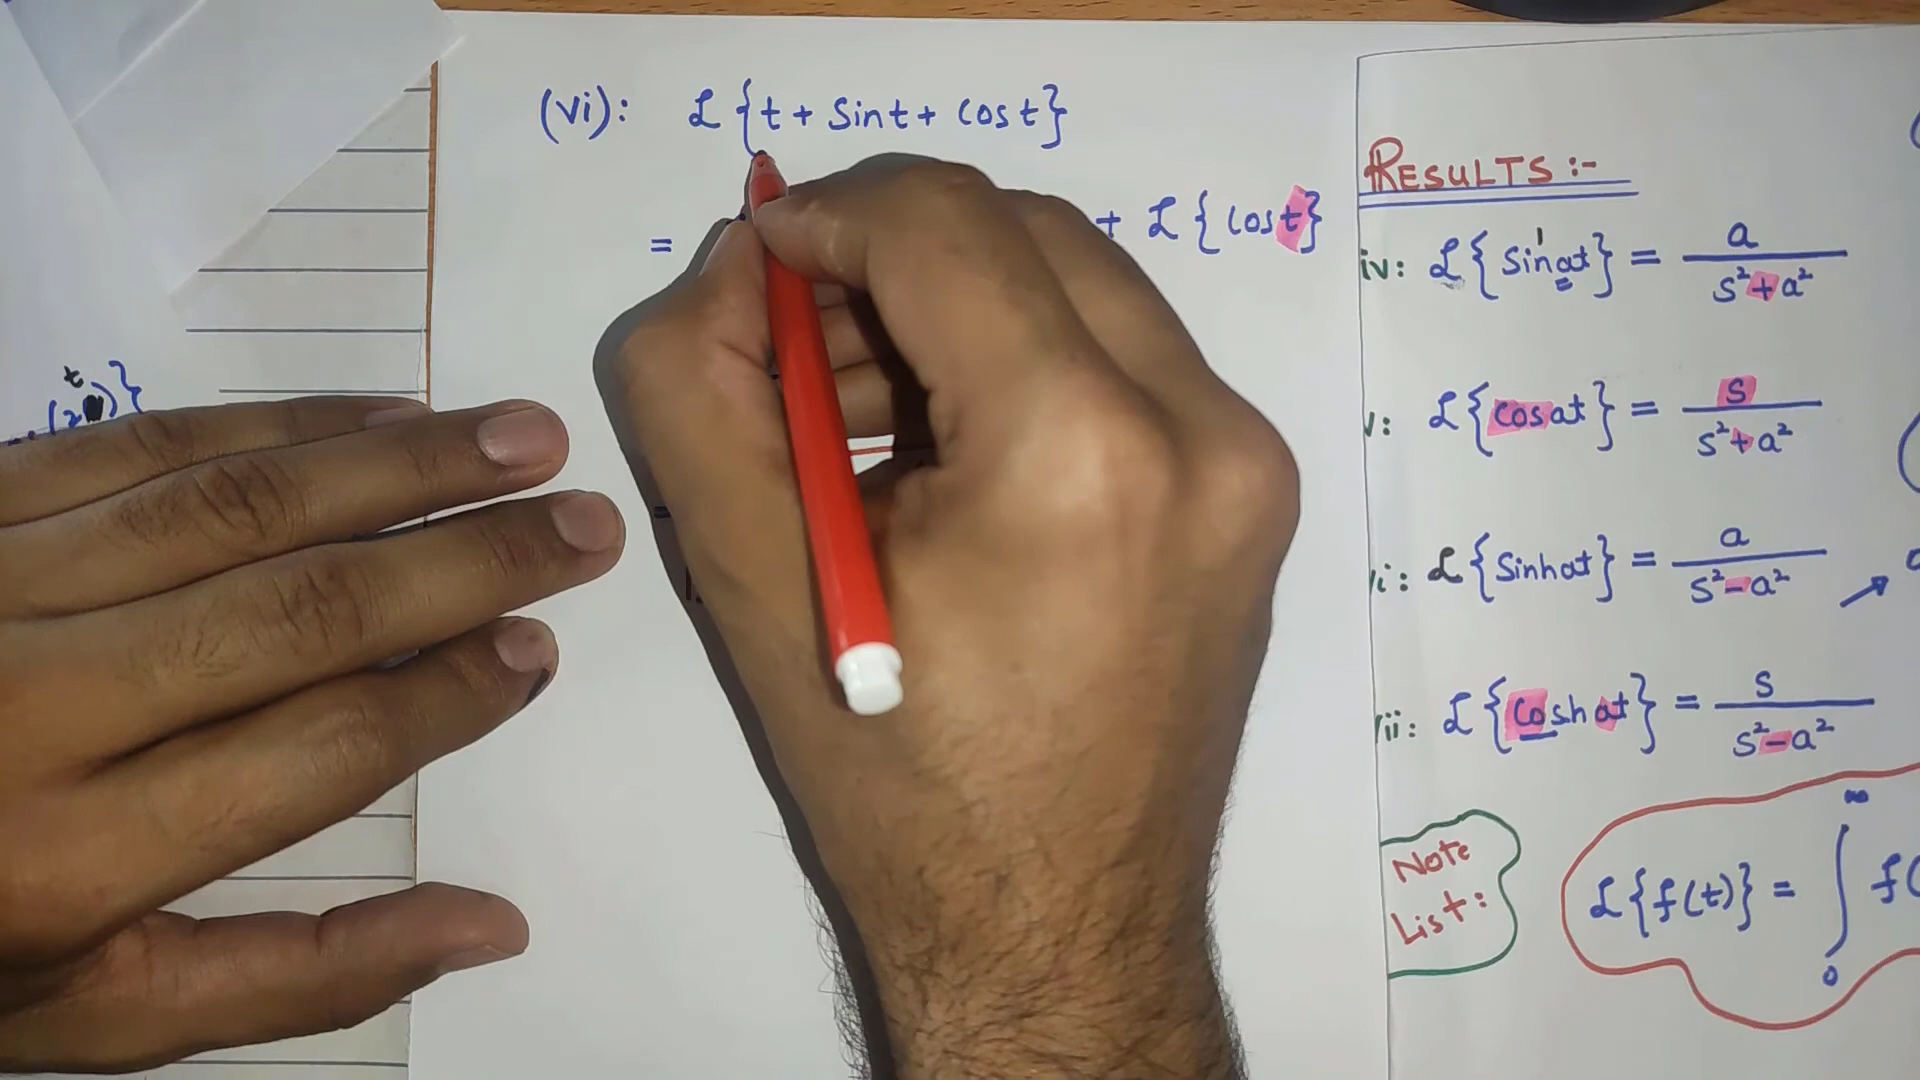 (vi): ℒ{t + Sint + Cost}
= + ℒ{Cost}
=
t
RESULTS :-
iv: ℒ{Sinat} = a / s²+a²
v: ℒ{Cosat} = s / s²+a²
vi: ℒ{Sinhat} = a / s²-a²
vii: ℒ{Coshat} = s / s²-a²
Note
List:
ℒ{f(t)} = ∫₀^∞ f(